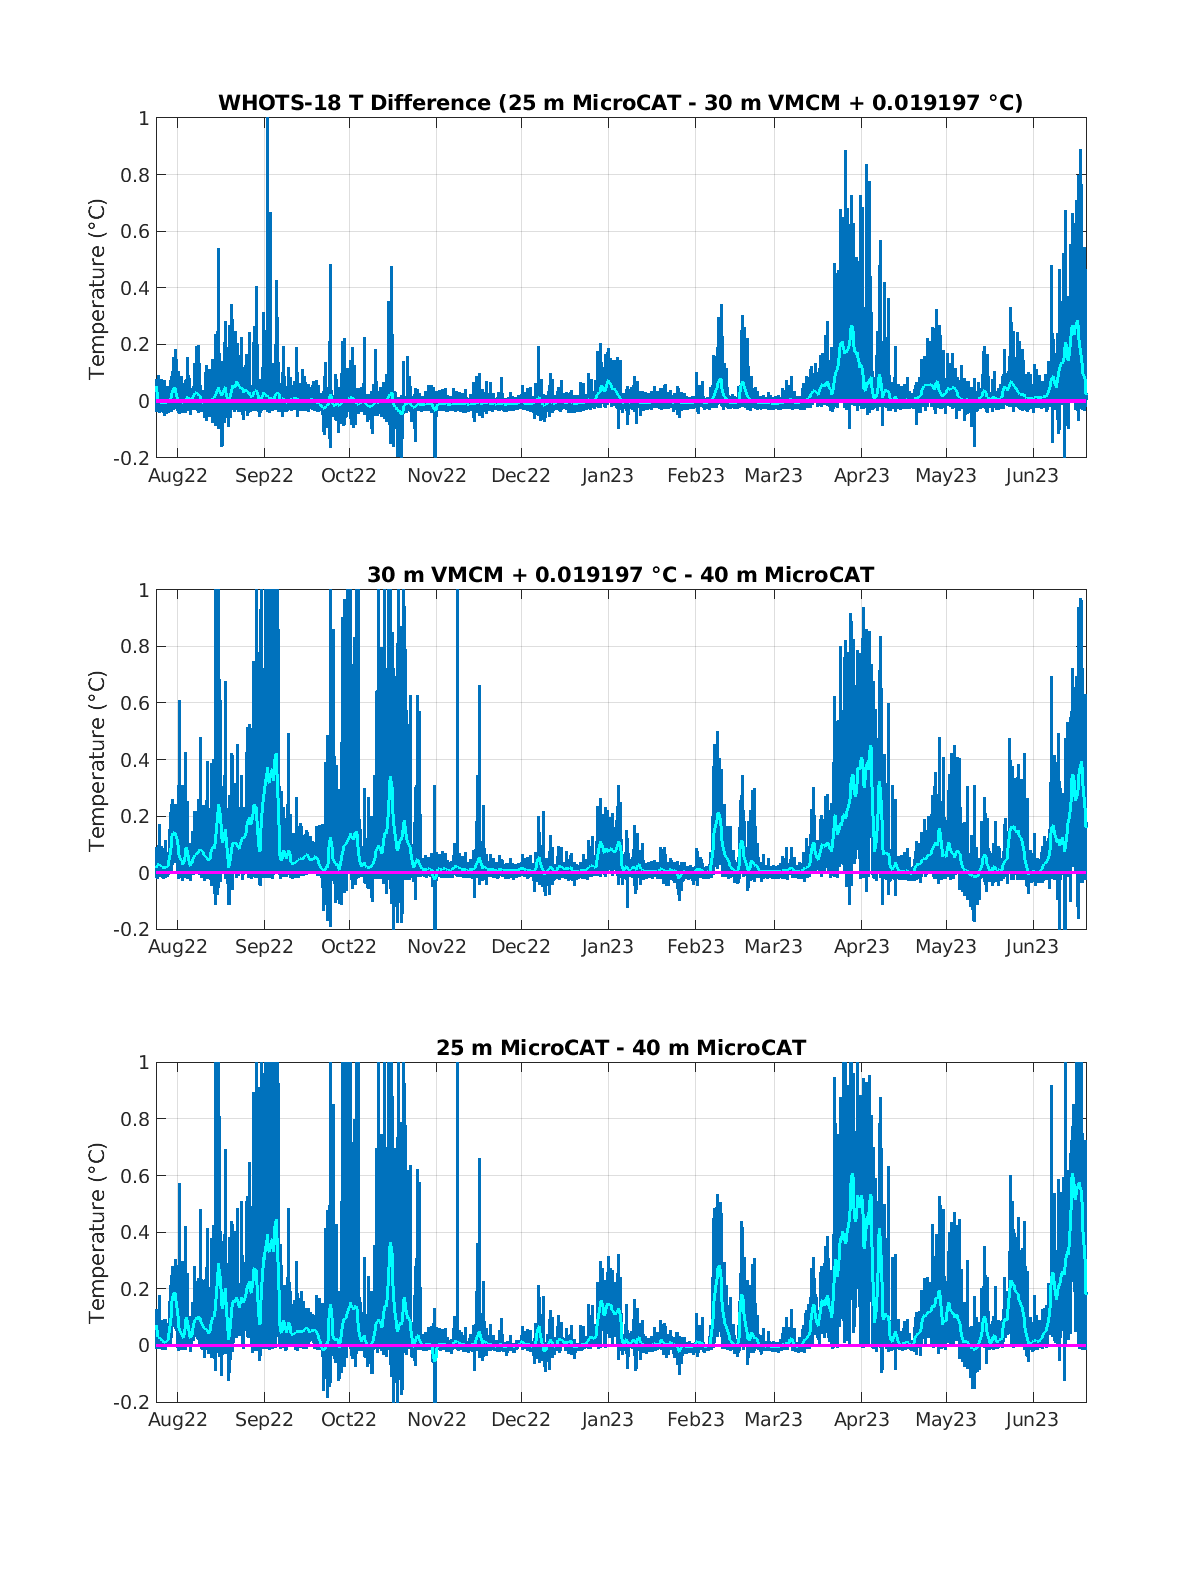 WHOTS-18 T Difference (25 m MicroCAT - 30 m VMCM + 0.019197 °C)
1
0.8
0.6
0.4
0.2
0
-0.2
Temperature (°C)
Aug22 Sep22 Oct22 Nov22 Dec22 Jan23 Feb23 Mar23 Apr23 May23 Jun23
30 m VMCM + 0.019197 °C - 40 m MicroCAT
1
0.8
0.6
0.4
0.2
0
-0.2
Temperature (°C)
Aug22 Sep22 Oct22 Nov22 Dec22 Jan23 Feb23 Mar23 Apr23 May23 Jun23
25 m MicroCAT - 40 m MicroCAT
1
0.8
0.6
0.4
0.2
0
-0.2
Temperature (°C)
Aug22 Sep22 Oct22 Nov22 Dec22 Jan23 Feb23 Mar23 Apr23 May23 Jun23